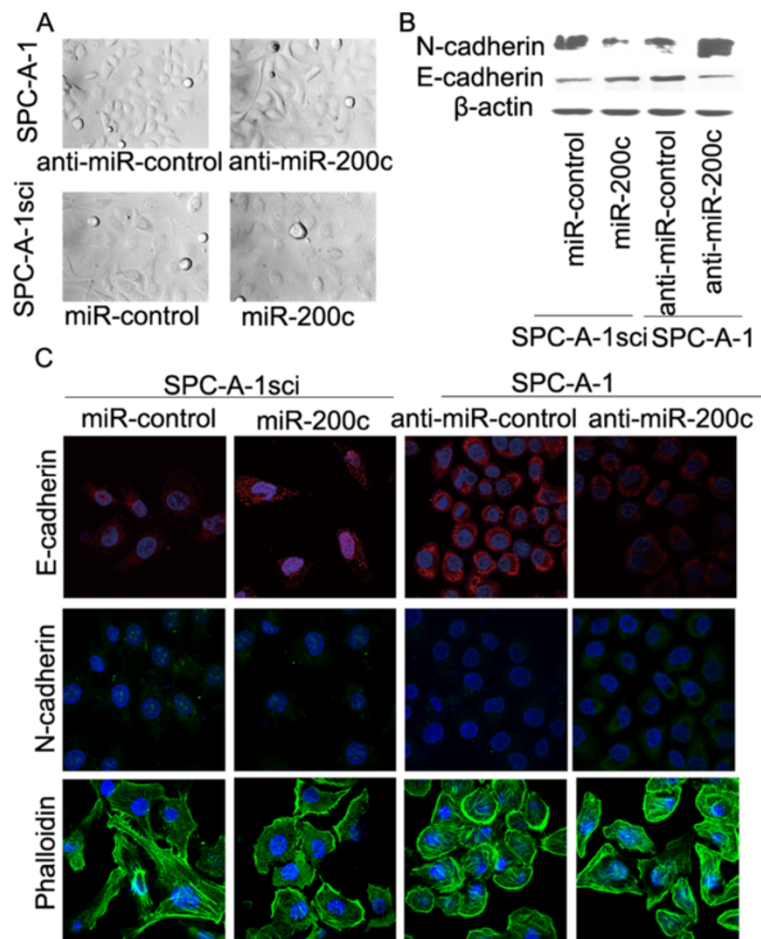 A
SPC-A-1
anti-miR-control anti-miR-200c
SPC-A-1sci
miR-control miR-200c
B
N-cadherin
E-cadherin
β-actin
miR-control
miR-200c
anti-miR-control
anti-miR-200c
SPC-A-1sci SPC-A-1
C
SPC-A-1sci SPC-A-1
miR-control miR-200c anti-miR-control anti-miR-200c
E-cadherin
N-cadherin
Phalloidin